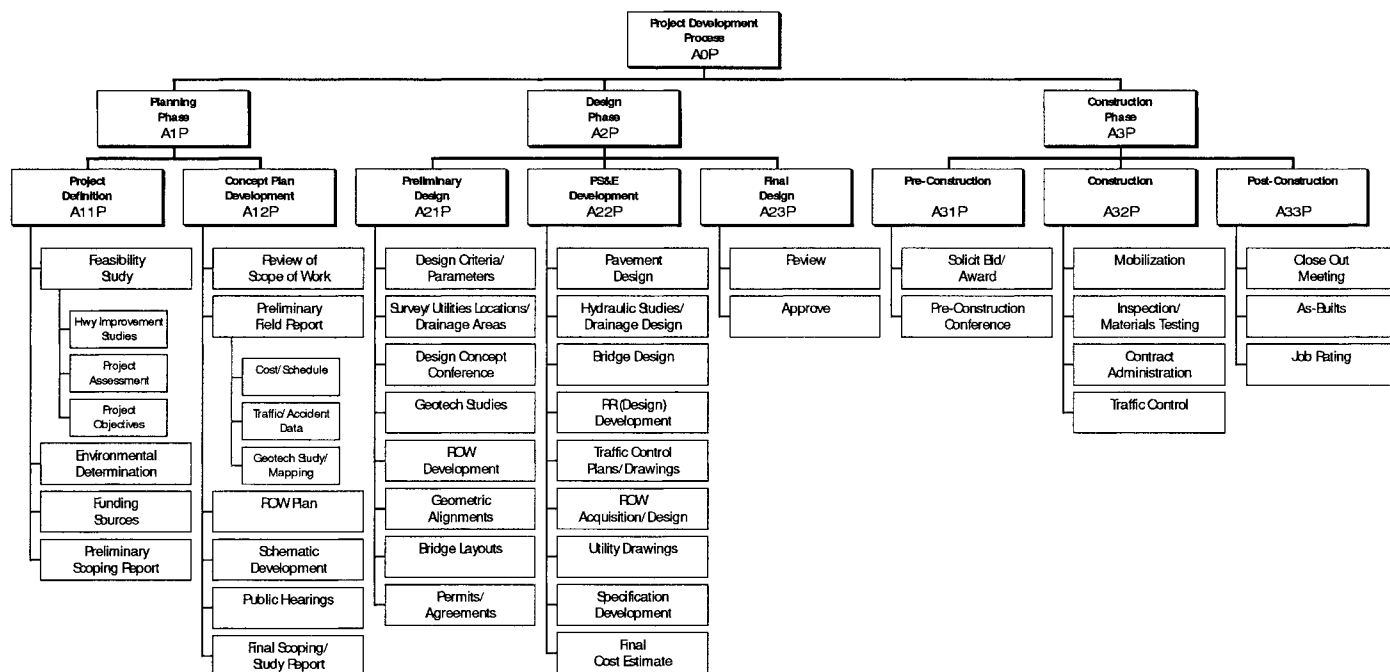 Project Development
Process
A0P
Planning
Phase
A1P
Design
Phase
A2P
Construction
Phase
A3P
Project
Definition
A11P
Concept Plan
Development
A12P
Preliminary
Design
A21P
PS&E
Development
A22P
Final
Design
A23P
Pre-Construction
A31P
Construction
A32P
Post-Construction
A33P
Feasibility
Study
Hwy Improvement
Studies
Project
Assessment
Project
Objectives
Environmental
Determination
Funding
Sources
Preliminary
Scoping Report
Review of
Scope of Work
Preliminary
Field Report
Cost/Schedule
Traffic/Accident
Data
Geotech Study/
Mapping
ROW Plan
Schematic
Development
Public Hearings
Final Scoping/
Study Report
Design Criteria/
Parameters
Survey/Utilities Locations/
Drainage Areas
Design Concept
Conference
Geotech Studies
ROW
Development
Geometric
Alignments
Bridge Layouts
Permits/
Agreements
Pavement
Design
Hydraulic Studies/
Drainage Design
Bridge Design
RR(Design)
Development
Traffic Control
Plans/Drawings
ROW
Acquisition/Design
Utility Drawings
Specification
Development
Final
Cost Estimate
Review
Approve
Solicit Bid/
Award
Pre-Construction
Conference
Mobilization
Inspection/
Materials Testing
Contract
Administration
Traffic Control
Close Out
Meeting
As-Builts
Job Rating